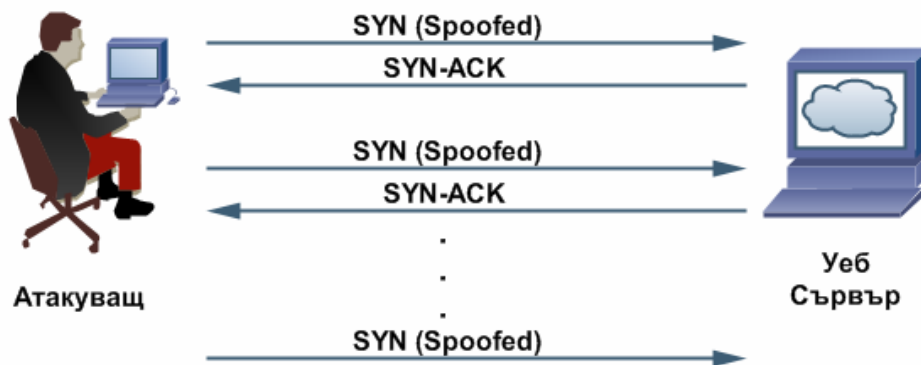 SYN (Spoofed)
SYN-ACK
SYN (Spoofed)
SYN-ACK
.
.
.
Атакуващ
Уеб
Сървър
SYN (Spoofed)